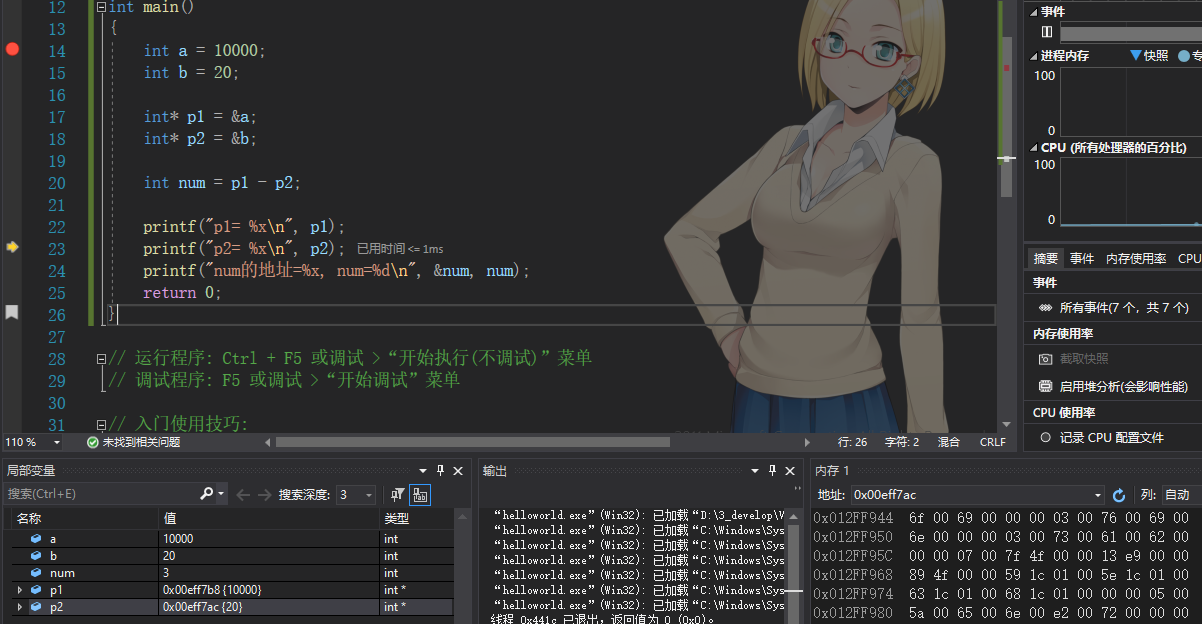 12 int main()
13 {
14 int a = 10000;
15 int b = 20;
16
17 int* p1 = &a;
18 int* p2 = &b;
19
20 int num = p1 - p2;
21
22 printf("p1= %x\n", p1);
23 printf("p2= %x\n", p2); 已用时间 <= 1ms
24 printf("num的地址=%x, num=%d\n", &num, num);
25 return 0;
26 }
27
28 // 运行程序: Ctrl + F5 或调试 >“开始执行(不调试)”菜单
29 // 调试程序: F5 或调试 >“开始调试”菜单
30
31 // 入门使用技巧:
110 % 未找到相关问题 行: 26 字符: 2 混合 CRLF
事件
进程内存 快照 专
100
0
CPU (所有处理器的百分比)
100
0
摘要 事件 内存使用率 CPU
事件
所有事件(7 个，共 7 个)
内存使用率
截取快照
启用堆分析(会影响性能)
CPU 使用率
记录 CPU 配置文件
局部变量
搜索(Ctrl+E) 搜索深度: 3
名称 值 类型
a 10000 int
b 20 int
num 3 int
p1 0x00eff7b8 {10000} int *
p2 0x00eff7ac {20} int *
输出
“helloworld.exe”(Win32): 已加载“D:\3_develop\V
“helloworld.exe”(Win32): 已加载“C:\Windows\Sys
“helloworld.exe”(Win32): 已加载“C:\Windows\Sys
“helloworld.exe”(Win32): 已加载“C:\Windows\Sys
“helloworld.exe”(Win32): 已加载“C:\Windows\Sys
“helloworld.exe”(Win32): 已加载“C:\Windows\Sys
“helloworld.exe”(Win32): 已加载“C:\Windows\Sys
线程 0x441c 已退出，返回值为 0 (0x0)。
内存 1
地址: 0x00eff7ac 列: 自动
0x012FF944 6f 00 69 00 00 00 03 00 76 00 69 00
0x012FF950 6e 00 00 00 03 00 73 00 61 00 62 00
0x012FF95C 00 00 07 00 7f 4f 00 00 13 e9 00 00
0x012FF968 89 4f 00 00 59 1c 01 00 5e 1c 01 00
0x012FF974 63 1c 01 00 68 1c 01 00 00 00 05 00
0x012FF980 5a 00 65 00 6e 00 e2 00 72 00 00 00